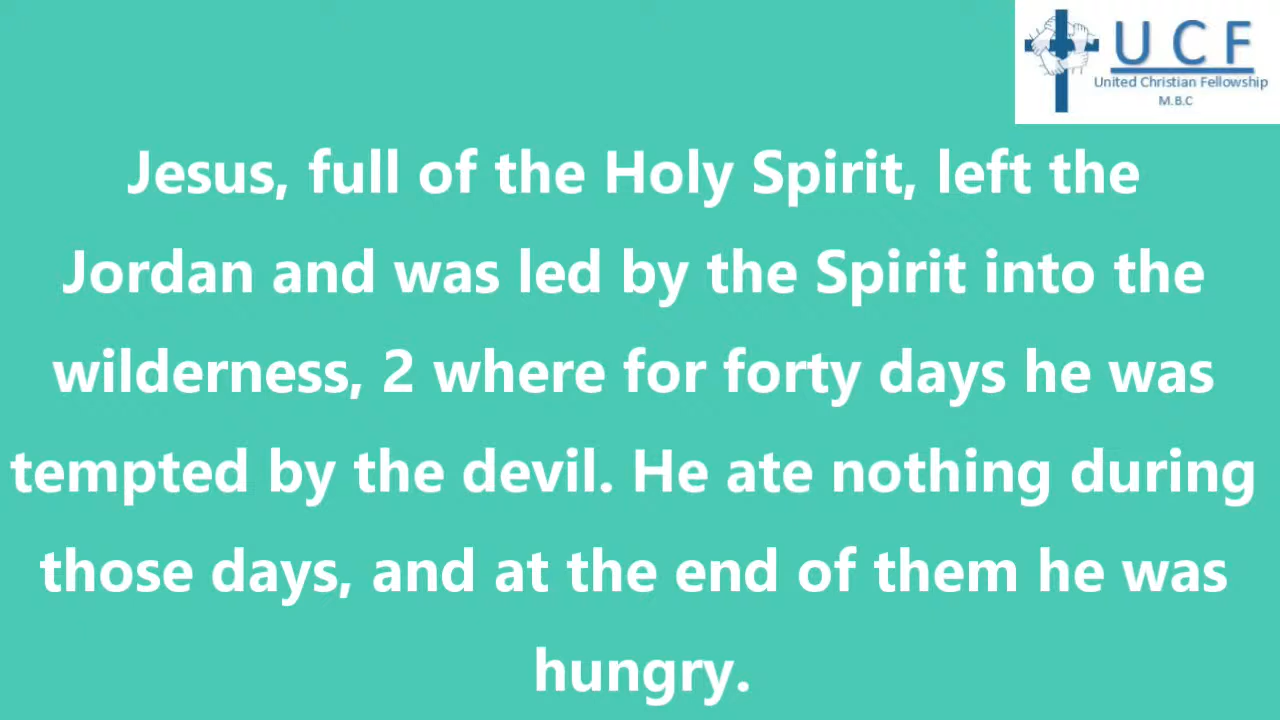 U C F
United Christian Fellowship
M.B.C
Jesus, full of the Holy Spirit, left the
Jordan and was led by the Spirit into the
wilderness, 2 where for forty days he was
tempted by the devil. He ate nothing during
those days, and at the end of them he was
hungry.